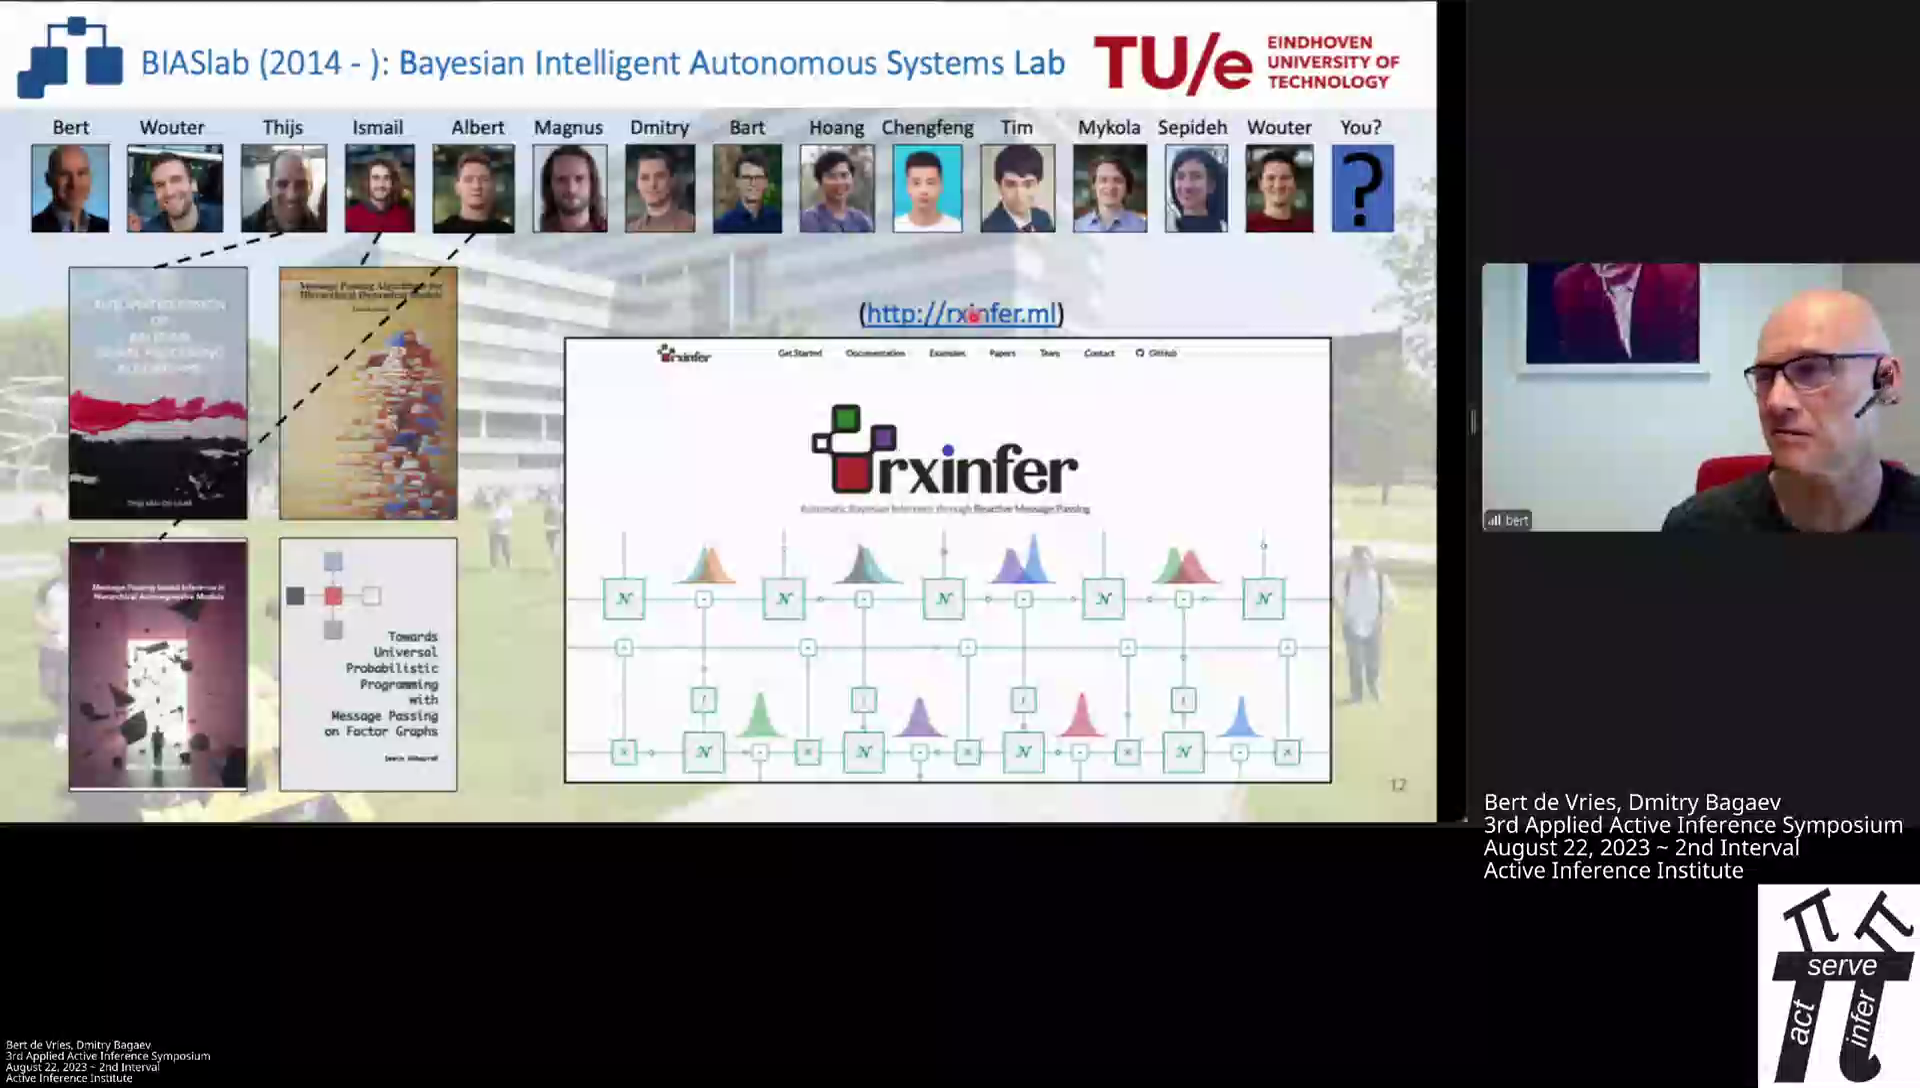 BIASlab (2014 - ): Bayesian Intelligent Autonomous Systems Lab
TU/e
EINDHOVEN
UNIVERSITY OF
TECHNOLOGY
Bert Wouter Thijs Ismail Albert Magnus Dmitry Bart Hoang Chengfeng Tim Mykola Sepideh Wouter You?
?
Message Passing Algorithms for
Hierarchical Dynamical Models
(http://rxinfer.ml)
rxinfer Get Started Documentation Examples Papers Team Contact GitHub
rxinfer
Automatic Bayesian Inference through Reactive Message Passing
N N N N N
Message Passing-based Inference in
Hierarchical Autoregressive Models
Towards
Universal
Probabilistic
Programming
with
Message Passing
on Factor Graphs
N N N N
12
bert
Bert de Vries, Dmitry Bagaev
3rd Applied Active Inference Symposium
August 22, 2023 ~ 2nd Interval
Active Inference Institute
serve
act
infer
Bert de Vries, Dmitry Bagaev
3rd Applied Active Inference Symposium
August 22, 2023 ~ 2nd Interval
Active Inference Institute